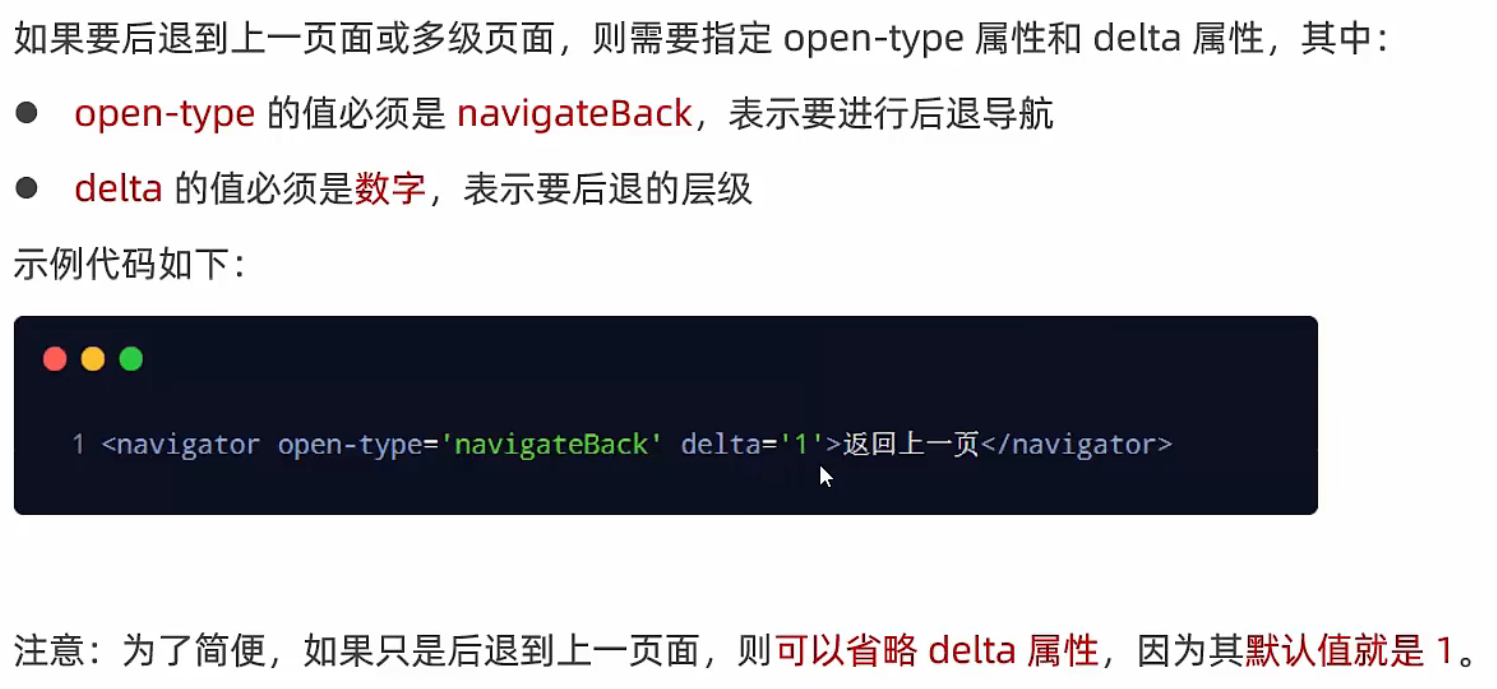 如果要后退到上一页面或多级页面，则需要指定 open-type 属性和 delta 属性，其中：
● open-type 的值必须是 navigateBack，表示要进行后退导航
● delta 的值必须是数字，表示要后退的层级
示例代码如下：
1 <navigator open-type='navigateBack' delta='1'>返回上一页</navigator>
注意：为了简便，如果只是后退到上一页面，则可以省略 delta 属性，因为其默认值就是 1。